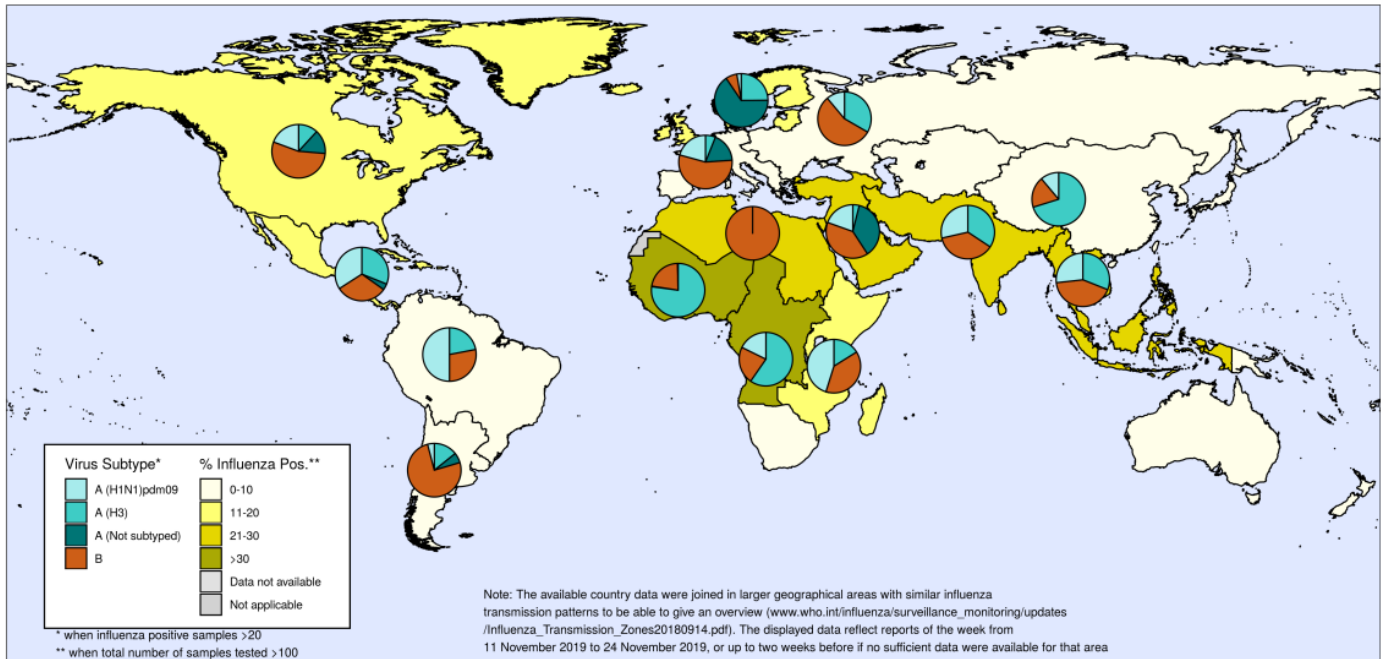 Virus Subtype*
A (H1N1)pdm09
A (H3)
A (Not subtyped)
B
% Influenza Pos.**
0-10
11-20
21-30
>30
Data not available
Not applicable
* when influenza positive samples >20
** when total number of samples tested >100
Note: The available country data were joined in larger geographical areas with similar influenza
transmission patterns to be able to give an overview (www.who.int/influenza/surveillance_monitoring/updates
/Influenza_Transmission_Zones20180914.pdf). The displayed data reflect reports of the week from
11 November 2019 to 24 November 2019, or up to two weeks before if no sufficient data were available for that area